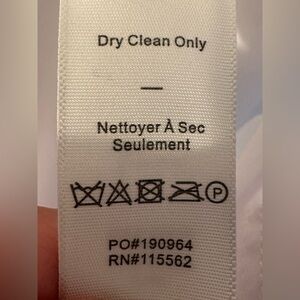 Dry Clean Only
—
Nettoyer À Sec
Seulement
P
PO#190964
RN#115562